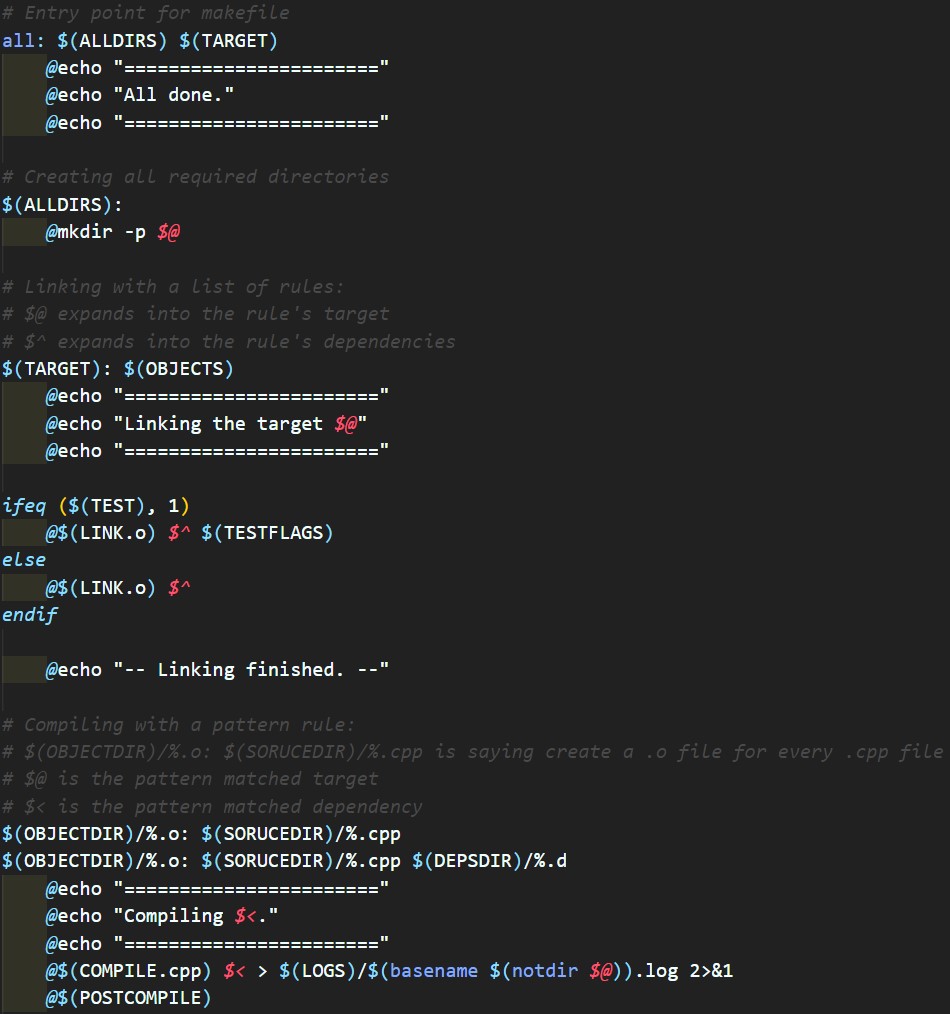 # Entry point for makefile
all: $(ALLDIRS) $(TARGET)
@echo "======================="
@echo "All done."
@echo "======================="
# Creating all required directories
$(ALLDIRS):
@mkdir -p $@
# Linking with a list of rules:
# $@ expands into the rule's target
# $^ expands into the rule's dependencies
$(TARGET): $(OBJECTS)
@echo "======================="
@echo "Linking the target $@"
@echo "======================="
ifeq ($(TEST), 1)
@$(LINK.o) $^ $(TESTFLAGS)
else
@$(LINK.o) $^
endif
@echo "-- Linking finished. --"
# Compiling with a pattern rule:
# $(OBJECTDIR)/%.o: $(SORUCEDIR)/%.cpp is saying create a .o file for every .cpp file
# $@ is the pattern matched target
# $< is the pattern matched dependency
$(OBJECTDIR)/%.o: $(SORUCEDIR)/%.cpp
$(OBJECTDIR)/%.o: $(SORUCEDIR)/%.cpp $(DEPSDIR)/%.d
@echo "======================="
@echo "Compiling $<."
@echo "======================="
@$(COMPILE.cpp) $< > $(LOGS)/$(basename $(notdir $@)).log 2>&1
@$(POSTCOMPILE)